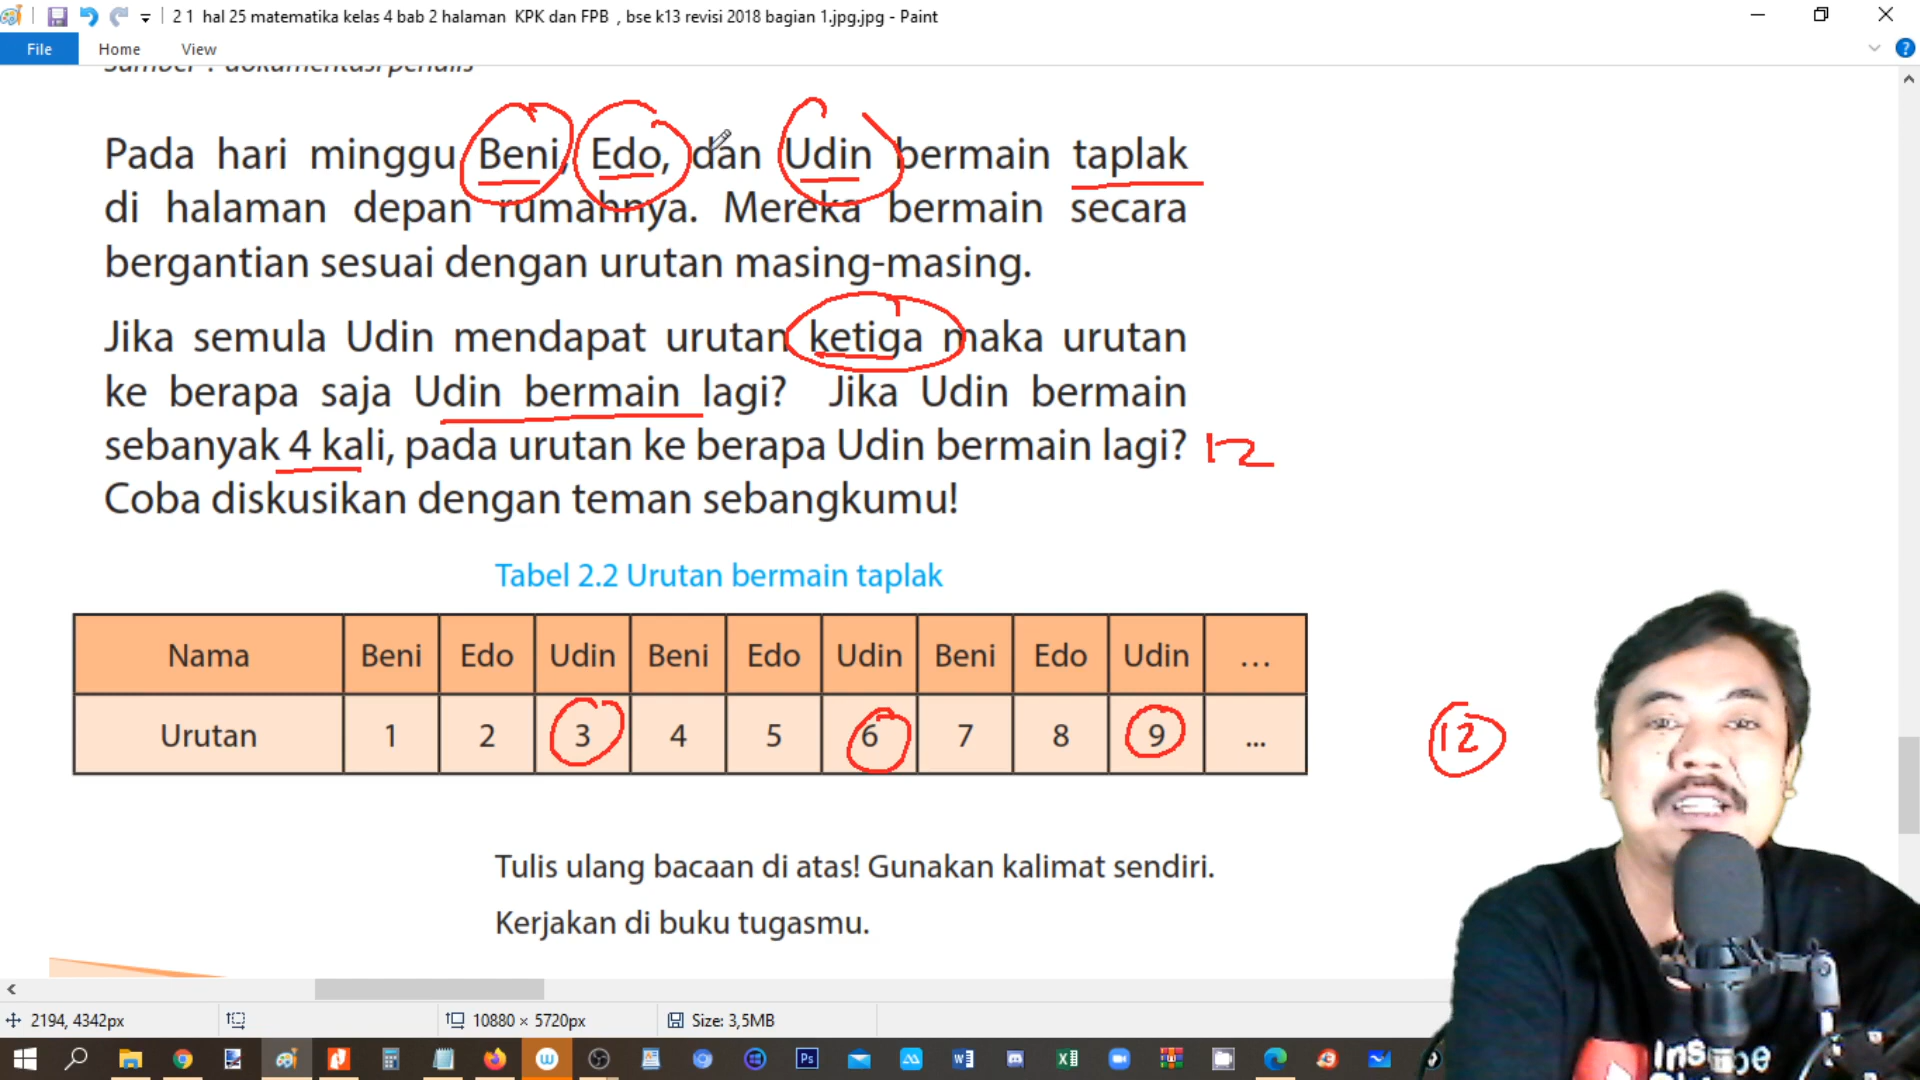 2 1 hal 25 matematika kelas 4 bab 2 halaman KPK dan FPB , bse k13 revisi 2018 bagian 1.jpg.jpg - Paint
File Home View
Sumber : dokumentasi penulis
Pada hari minggu Beni, Edo, dan Udin bermain taplak
di halaman depan rumahnya. Mereka bermain secara
bergantian sesuai dengan urutan masing-masing.
Jika semula Udin mendapat urutan ketiga maka urutan
ke berapa saja Udin bermain lagi? Jika Udin bermain
sebanyak 4 kali, pada urutan ke berapa Udin bermain lagi? 12
Coba diskusikan dengan teman sebangkumu!
Tabel 2.2 Urutan bermain taplak
Nama Beni Edo Udin Beni Edo Udin Beni Edo Udin ...
Urutan 1 2 3 4 5 6 7 8 9 ... 12
Tulis ulang bacaan di atas! Gunakan kalimat sendiri.
Kerjakan di buku tugasmu.
2194, 4342px 10880 × 5720px Size: 3,5MB
Ps